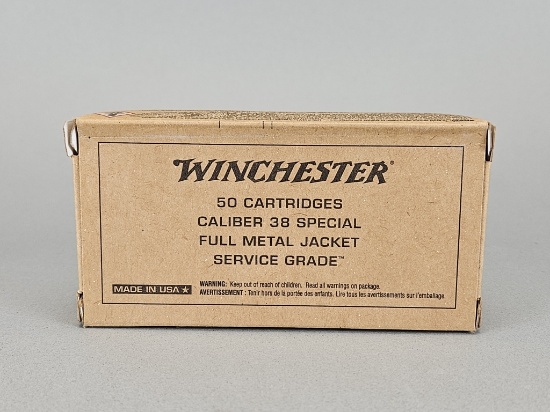 WINCHESTER®
50 CARTRIDGES
CALIBER 38 SPECIAL
FULL METAL JACKET
SERVICE GRADE™
MADE IN USA ★
WARNING: Keep out of reach of children. Read all warnings on package.
AVERTISSEMENT : Tenir hors de la portée des enfants. Lire tous les avertissements sur l'emballage.